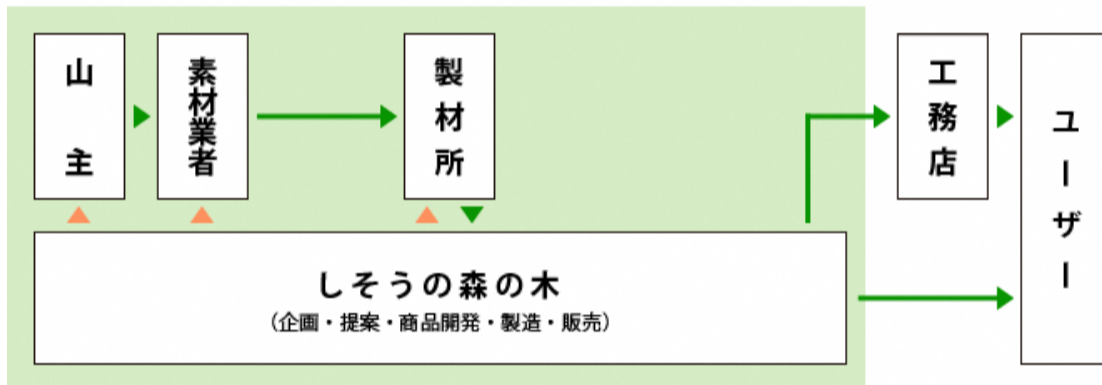 山主
素材業者
製材所
工務店
ユーザー
しそうの森の木
（企画・提案・商品開発・製造・販売）